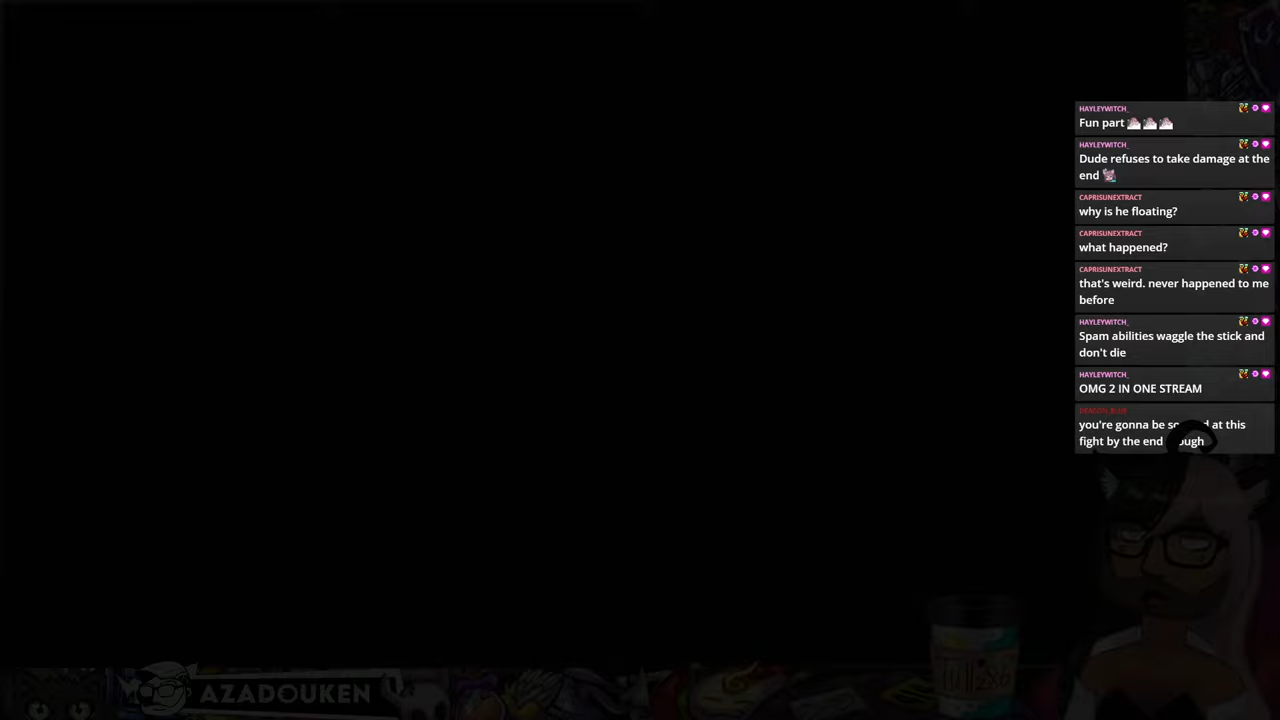 HAYLEYWITCH_
Fun part
HAYLEYWITCH_
Dude refuses to take damage at the
end
CAPRISUNEXTRACT
why is he floating?
CAPRISUNEXTRACT
what happened?
CAPRISUNEXTRACT
that's weird. never happened to me
before
HAYLEYWITCH_
Spam abilities waggle the stick and
don't die
HAYLEYWITCH_
OMG 2 IN ONE STREAM
you're gonna be at this
fight by the end
AZADOUKEN